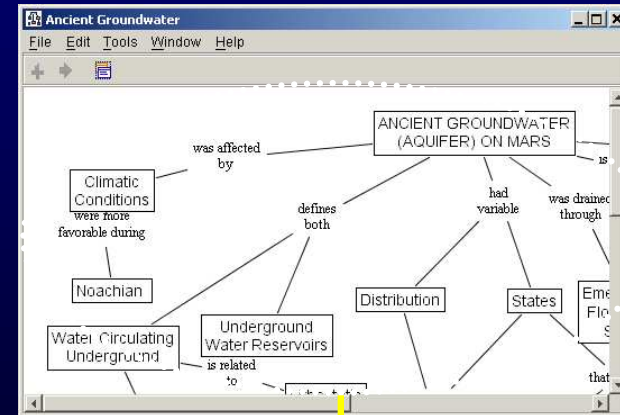 Ancient Groundwater
File Edit Tools Window Help
ANCIENT GROUNDWATER
(AQUIFER) ON MARS
was affected
by
is
Climatic
Conditions
had
variable
was drained
through
were more
favorable during
defines
both
Noachian
Distribution
States
Water Circulating
Underground
Underground
Water Reservoirs
is related
to
that